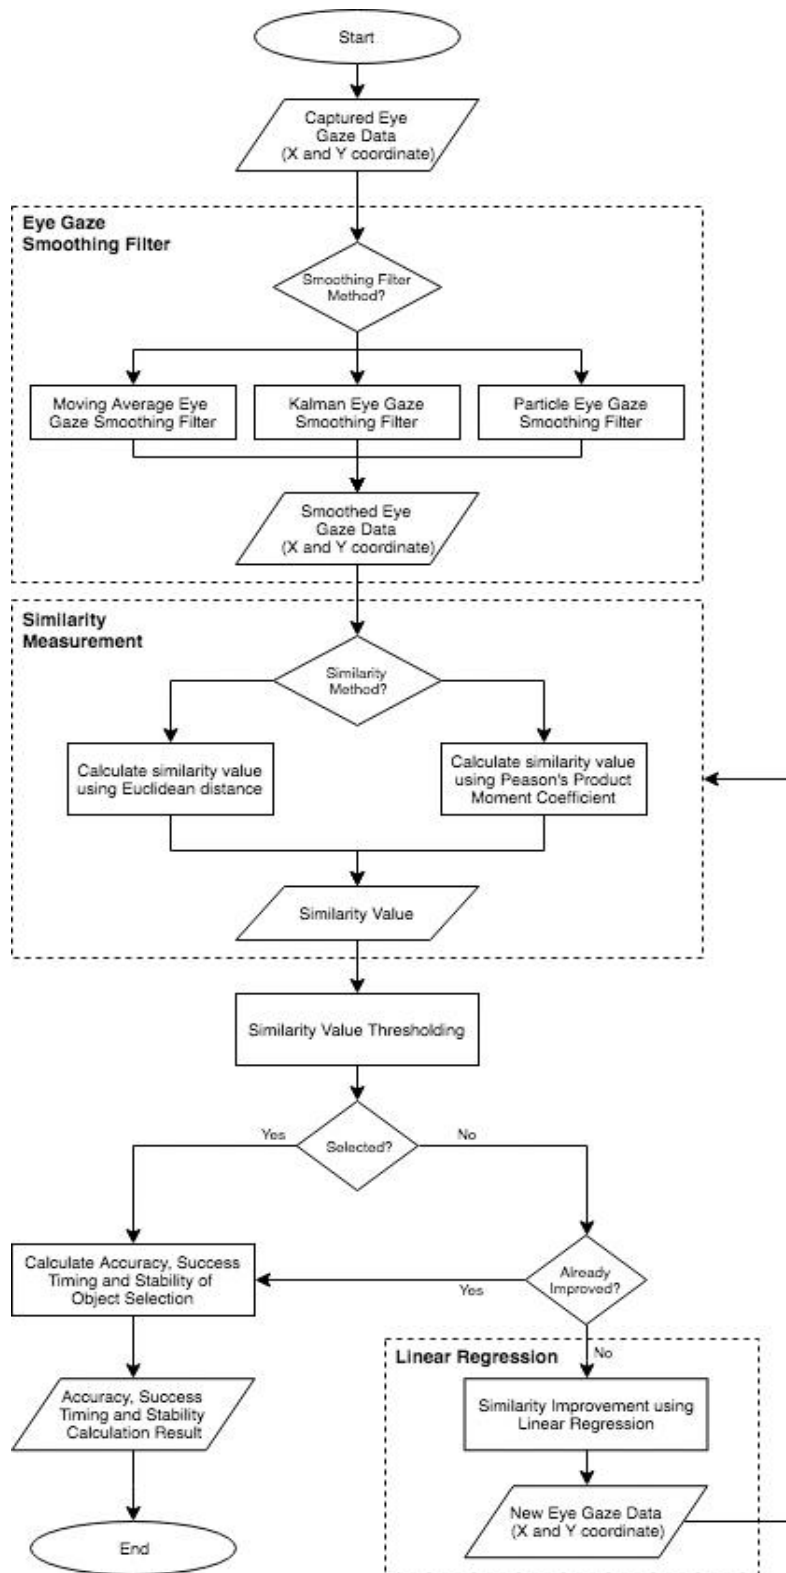 Start
Captured Eye
Gaze Data
(X and Y coordinate)
Eye Gaze
Smoothing Filter
Smoothing Filter
Method?
Moving Average Eye
Gaze Smoothing Filter
Kalman Eye Gaze
Smoothing Filter
Particle Eye Gaze
Smoothing Filter
Smoothed Eye
Gaze Data
(X and Y coordinate)
Similarity
Measurement
Similarity
Method?
Calculate similarity value
using Euclidean distance
Calculate similarity value
using Peason's Product
Moment Coefficient
Similarity Value
Similarity Value Thresholding
Yes
Selected?
No
Calculate Accuracy, Success
Timing and Stability of
Object Selection
Yes
Already
Improved?
No
Linear Regression
Accuracy, Success
Timing and Stability
Calculation Result
Similarity Improvement using
Linear Regression
New Eye Gaze Data
(X and Y coordinate)
End